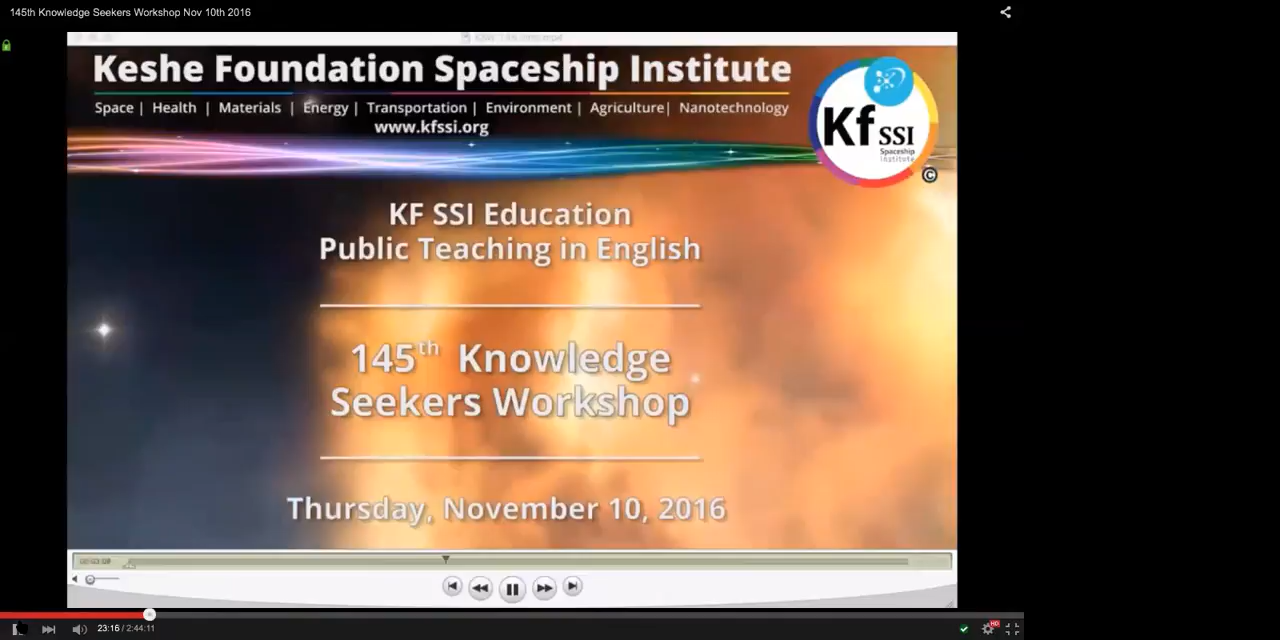 145th Knowledge Seekers Workshop Nov 10th 2016
Keshe Foundation Spaceship Institute
Space | Health | Materials | Energy | Transportation | Environment | Agriculture | Nanotechnology
www.kfssi.org
Kf SSI
Spaceship
Institute
©
KF SSI Education
Public Teaching in English
145th Knowledge
Seekers Workshop
Thursday, November 10, 2016
23:16 / 2:44:11
HD